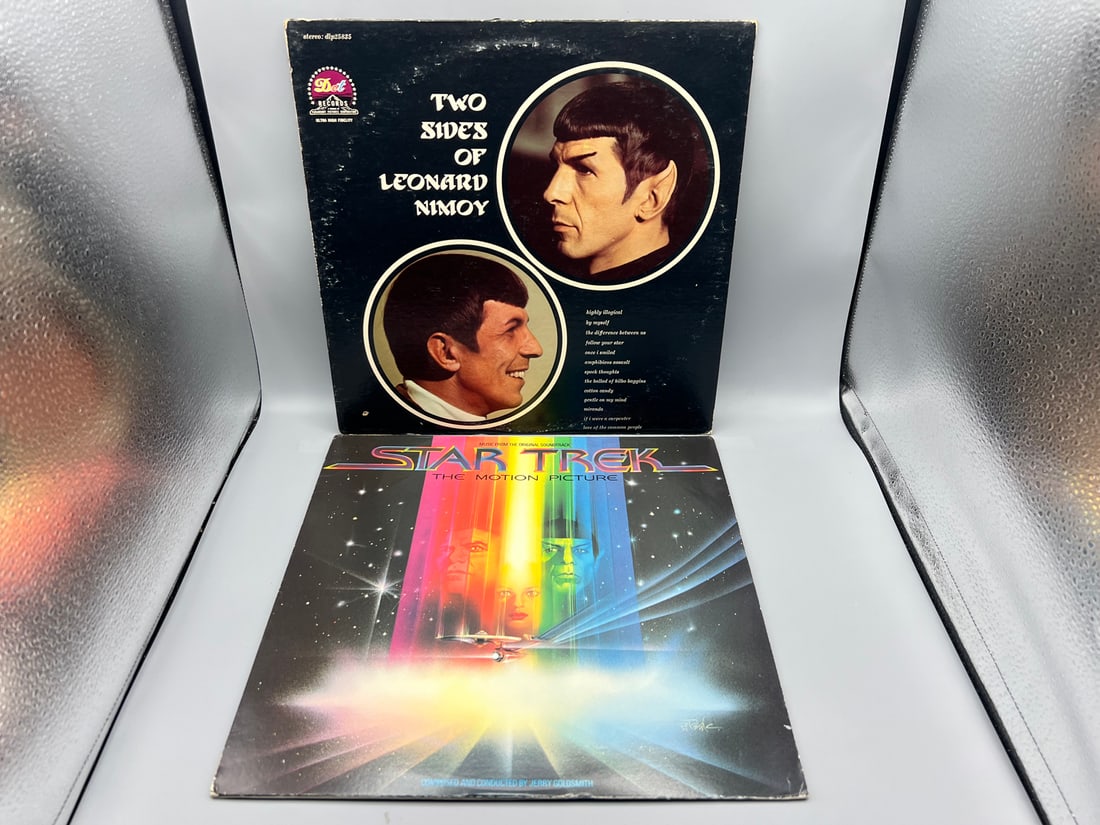 stereo: dlp25835
Dot
RECORDS
ULTRA HIGH FIDELITY
TWO
SIDES
OF
LEONARD
NIMOY
highly illogical
by myself
the difference between us
follow your star
once i smiled
amphibious assault
spock thoughts
the ballad of bilbo baggins
cotton candy
gentle on my mind
miranda
if i were a carpenter
love of the common people
MUSIC FROM THE ORIGINAL SOUNDTRACK
STAR TREK
THE MOTION PICTURE
COMPOSED AND CONDUCTED BY JERRY GOLDSMITH